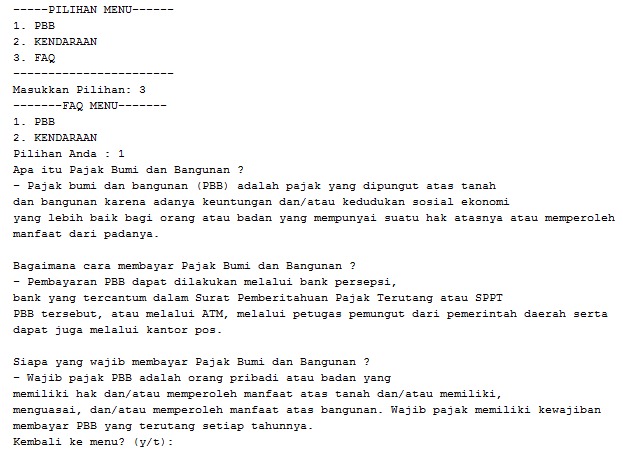 -----PILIHAN MENU------
1. PBB
2. KENDARAAN
3. FAQ
-----------------------
Masukkan Pilihan: 3
-------FAQ MENU-------
1. PBB
2. KENDARAAN
Pilihan Anda : 1
Apa itu Pajak Bumi dan Bangunan ?
- Pajak bumi dan bangunan (PBB) adalah pajak yang dipungut atas tanah
dan bangunan karena adanya keuntungan dan/atau kedudukan sosial ekonomi
yang lebih baik bagi orang atau badan yang mempunyai suatu hak atasnya atau memperoleh
manfaat dari padanya.

Bagaimana cara membayar Pajak Bumi dan Bangunan ?
- Pembayaran PBB dapat dilakukan melalui bank persepsi,
bank yang tercantum dalam Surat Pemberitahuan Pajak Terutang atau SPPT
PBB tersebut, atau melalui ATM, melalui petugas pemungut dari pemerintah daerah serta
dapat juga melalui kantor pos.

Siapa yang wajib membayar Pajak Bumi dan Bangunan ?
- Wajib pajak PBB adalah orang pribadi atau badan yang
memiliki hak dan/atau memperoleh manfaat atas tanah dan/atau memiliki,
menguasai, dan/atau memperoleh manfaat atas bangunan. Wajib pajak memiliki kewajiban
membayar PBB yang terutang setiap tahunnya.
Kembali ke menu? (y/t):